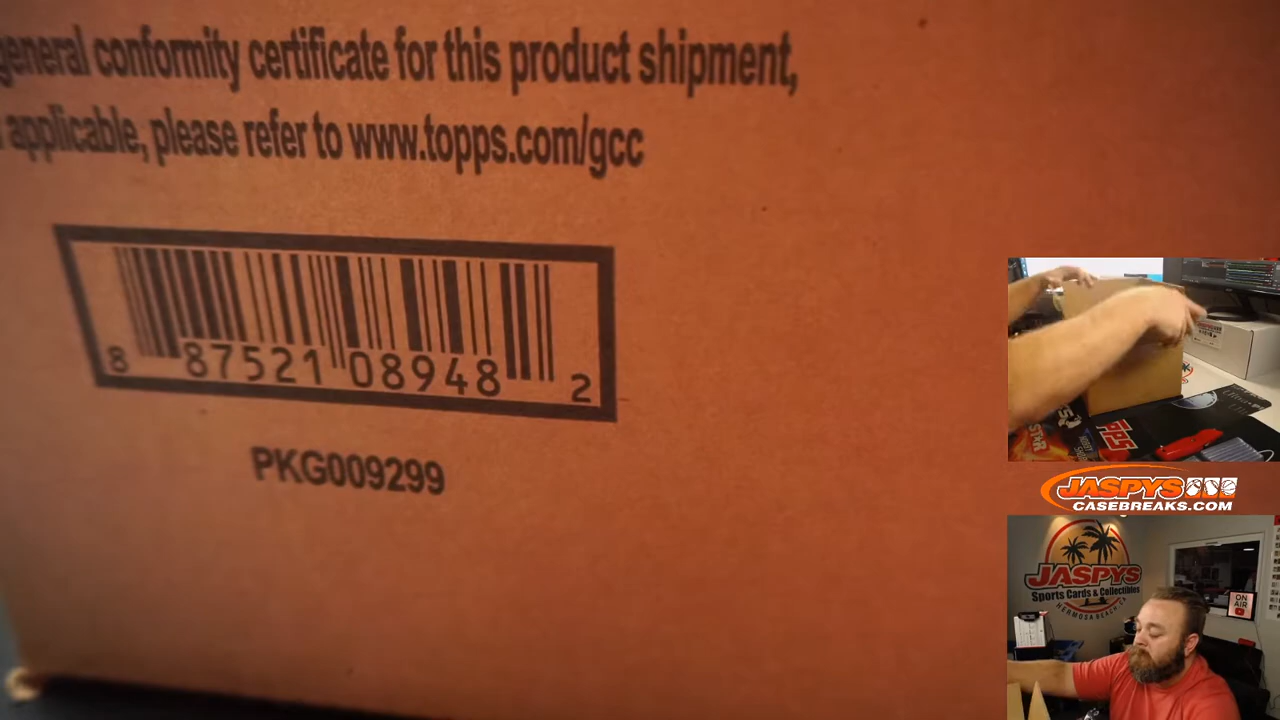 general conformity certificate for this product shipment,
applicable, please refer to www.topps.com/gcc
8 87521 08948 2
PKG009299
JASPYS
CASEBREAKS.COM
JASPYS
Sports Cards & Collectibles
HERMOSA BEACH, CA
ON
AIR